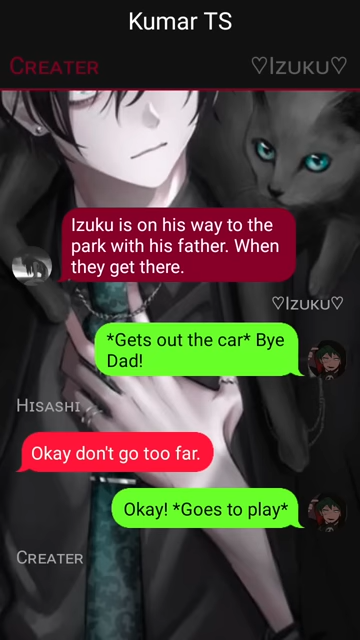 Kumar TS
Creater
♡Izuku♡
Izuku is on his way to the
park with his father. When
they get there.
♡Izuku♡
*Gets out the car* Bye
Dad!
Hisashi
Okay don't go too far.
Okay! *Goes to play*
Creater